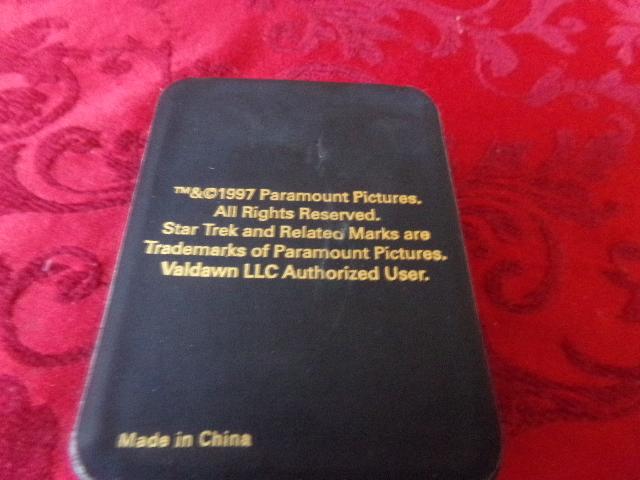 ™&©1997 Paramount Pictures.
All Rights Reserved.
Star Trek and Related Marks are
Trademarks of Paramount Pictures.
Valdawn LLC Authorized User.
Made in China